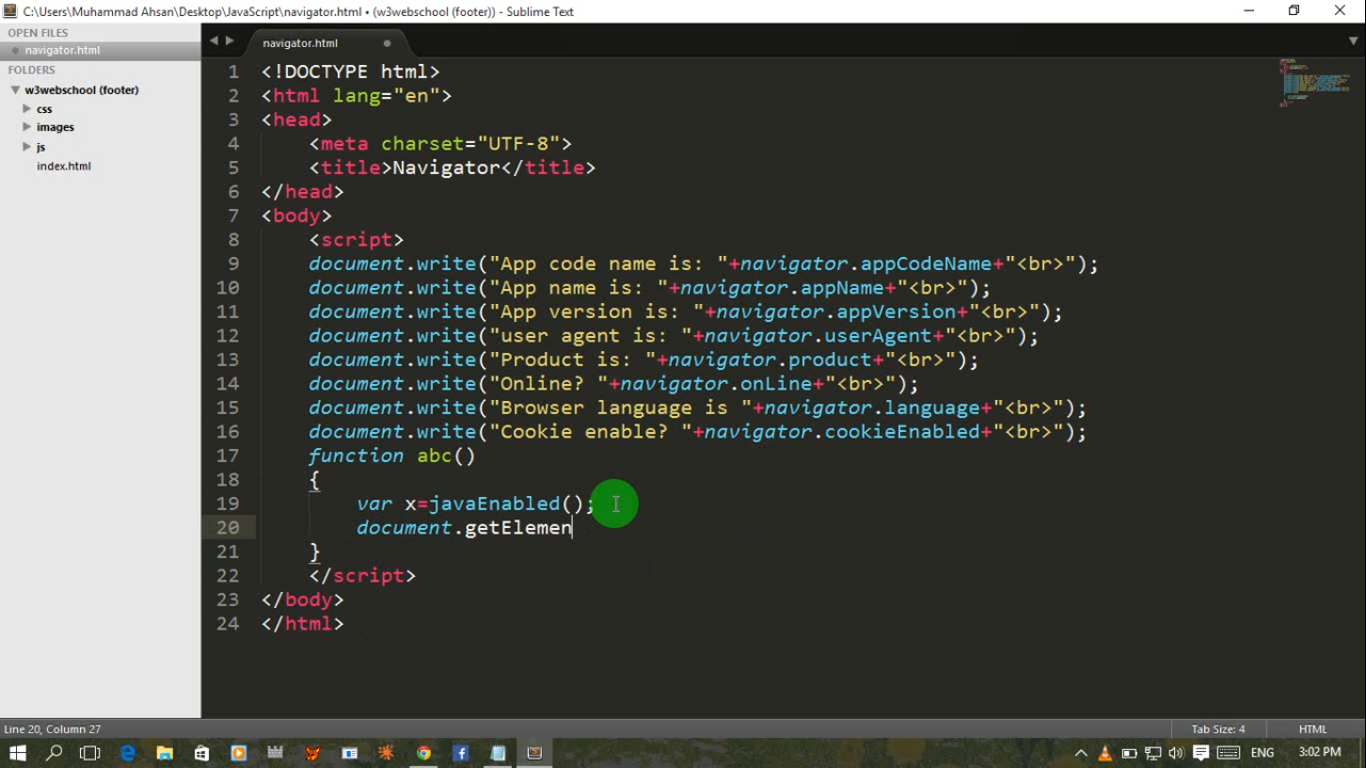 C:\Users\Muhammad Ahsan\Desktop\JavaScript\navigator.html • (w3webschool (footer)) - Sublime Text
OPEN FILES
navigator.html
FOLDERS
w3webschool (footer)
css
images
js
index.html
navigator.html
1 <!DOCTYPE html>
2 <html lang="en">
3 <head>
4 <meta charset="UTF-8">
5 <title>Navigator</title>
6 </head>
7 <body>
8 <script>
9 document.write("App code name is: "+navigator.appCodeName+"<br>");
10 document.write("App name is: "+navigator.appName+"<br>");
11 document.write("App version is: "+navigator.appVersion+"<br>");
12 document.write("user agent is: "+navigator.userAgent+"<br>");
13 document.write("Product is: "+navigator.product+"<br>");
14 document.write("Online? "+navigator.onLine+"<br>");
15 document.write("Browser language is "+navigator.language+"<br>");
16 document.write("Cookie enable? "+navigator.cookieEnabled+"<br>");
17 function abc()
18 {
19 var x=javaEnabled();
20 document.getElemen
21 }
22 </script>
23 </body>
24 </html>
Line 20, Column 27
Tab Size: 4
HTML
ENG
3:02 PM